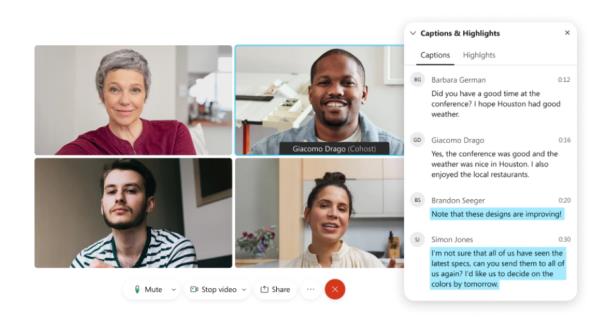 Captions & Highlights
Captions Highlights
BG Barbara German 0:12
Did you have a good time at the
conference? I hope Houston had good
weather.
GD Giacomo Drago 0:16
Yes, the conference was good and the
weather was nice in Houston. I also
enjoyed the local restaurants.
BS Brandon Seeger 0:20
Note that these designs are improving!
SJ Simon Jones 0:30
I'm not sure that all of us have seen the
latest specs, can you send them to all of
us again? I'd like us to decide on the
colors by tomorrow.
Giacomo Drago (Cohost)
Mute Stop video Share